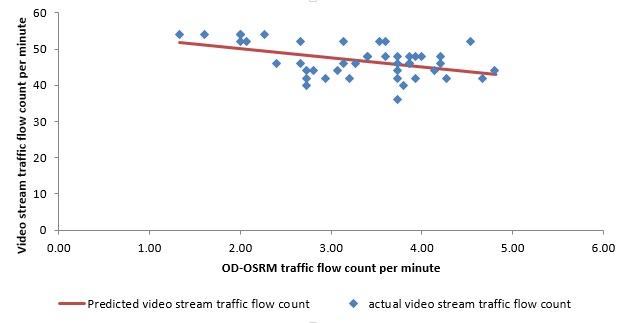 60
50
40
30
20
10
0
Video stream traffic flow count per minute
0.00 1.00 2.00 3.00 4.00 5.00 6.00
OD-OSRM traffic flow count per minute
Predicted video stream traffic flow count actual video stream traffic flow count